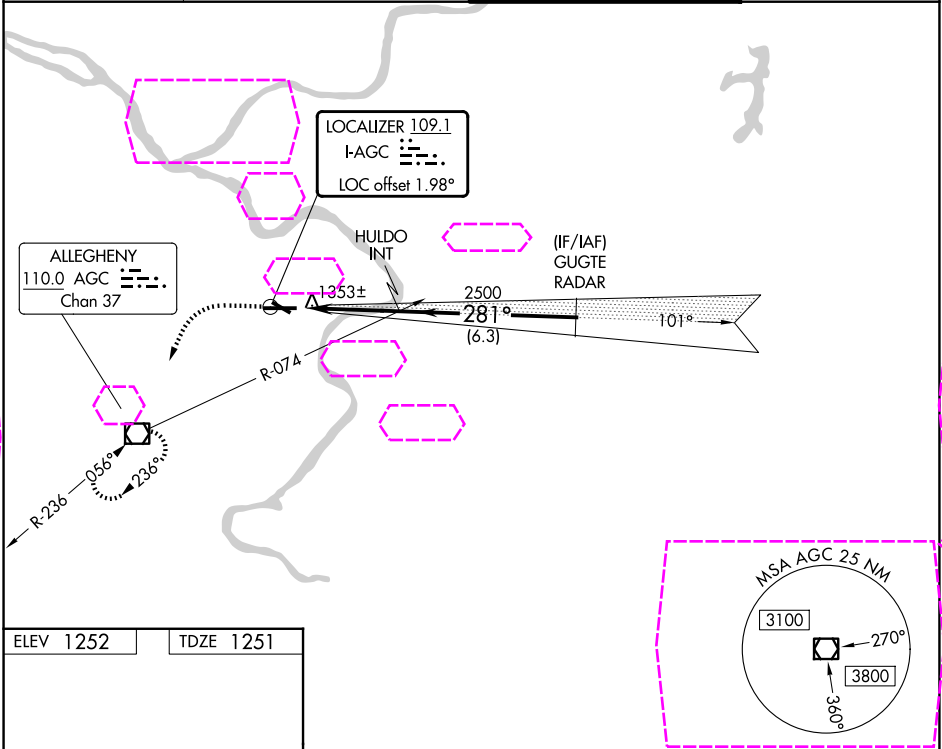 LOCALIZER 109.1
I-AGC
LOC offset 1.98°
ALLEGHENY
110.0 AGC
Chan 37
HULDO
INT
(IF/IAF)
GUGTE
RADAR
1353±
2500
281°
(6.3)
101°
R-074
R-236
056°
236°
MSA AGC 25 NM
3100
270°
3800
360°
ELEV 1252
TDZE 1251